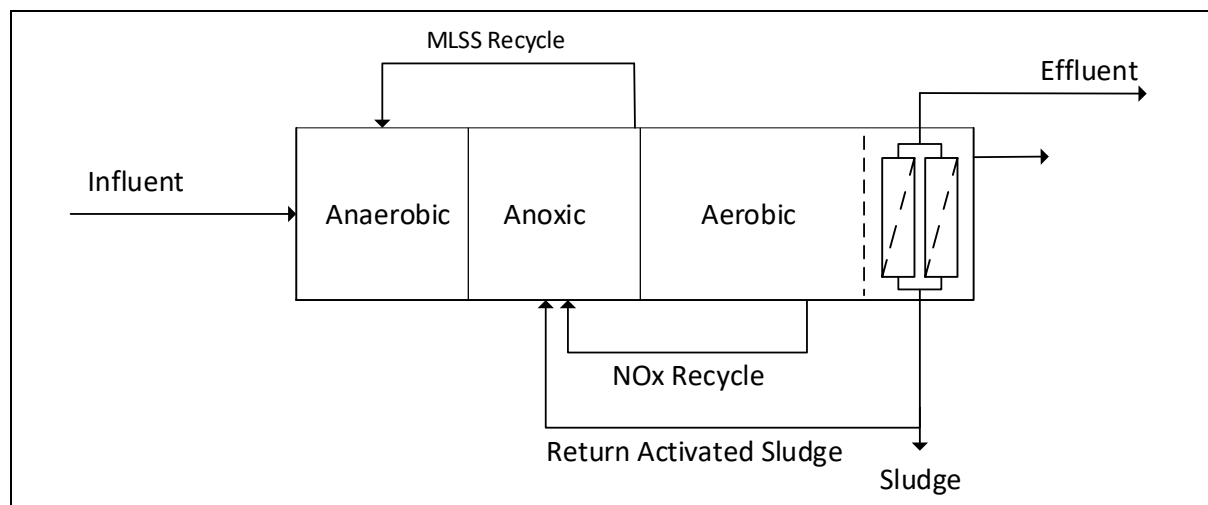 MLSS Recycle
Effluent
Influent
Anaerobic
Anoxic
Aerobic
NOx Recycle
Return Activated Sludge
Sludge